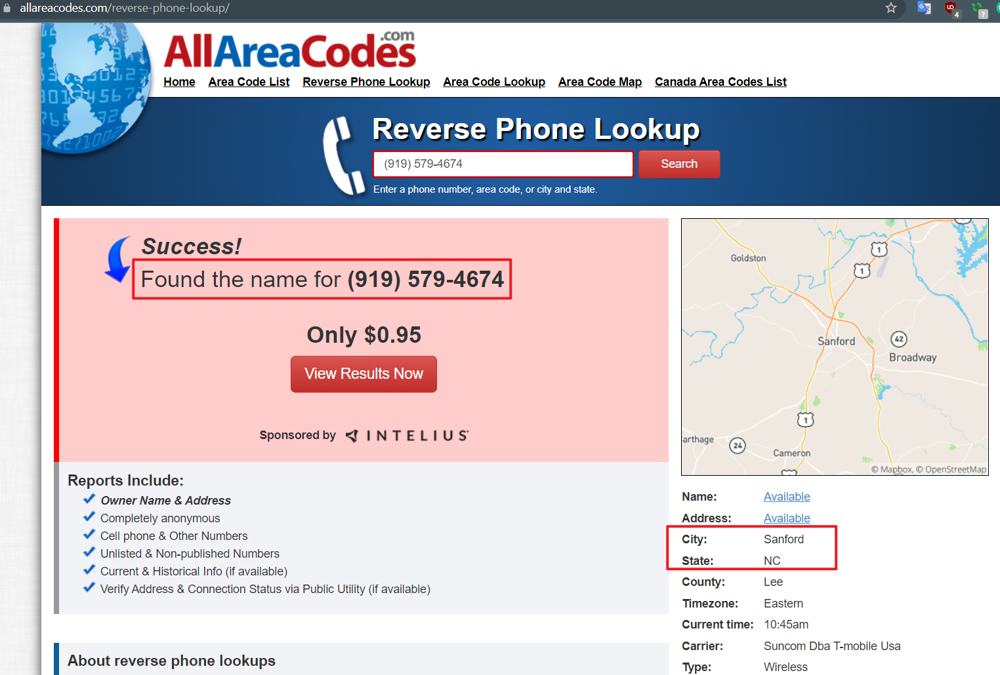 allareacodes.com/reverse-phone-lookup/
4
?
AllAreaCodes.com
Home Area Code List Reverse Phone Lookup Area Code Lookup Area Code Map Canada Area Codes List
Reverse Phone Lookup
(919) 579-4674 Search
Enter a phone number, area code, or city and state.
Success!
Found the name for (919) 579-4674
Only $0.95
View Results Now
Sponsored by INTELIUS
Reports Include:
Owner Name & Address
Completely anonymous
Cell phone & Other Numbers
Unlisted & Non-published Numbers
Current & Historical Info (if available)
Verify Address & Connection Status via Public Utility (if available)
About reverse phone lookups
1
Goldston
1
Sanford
42
Broadway
1
arthage
24
Cameron
© Mapbox, © OpenStreetMap
Name: Available
Address: Available
City: Sanford
State: NC
County: Lee
Timezone: Eastern
Current time: 10:45am
Carrier: Suncom Dba T-mobile Usa
Type: Wireless